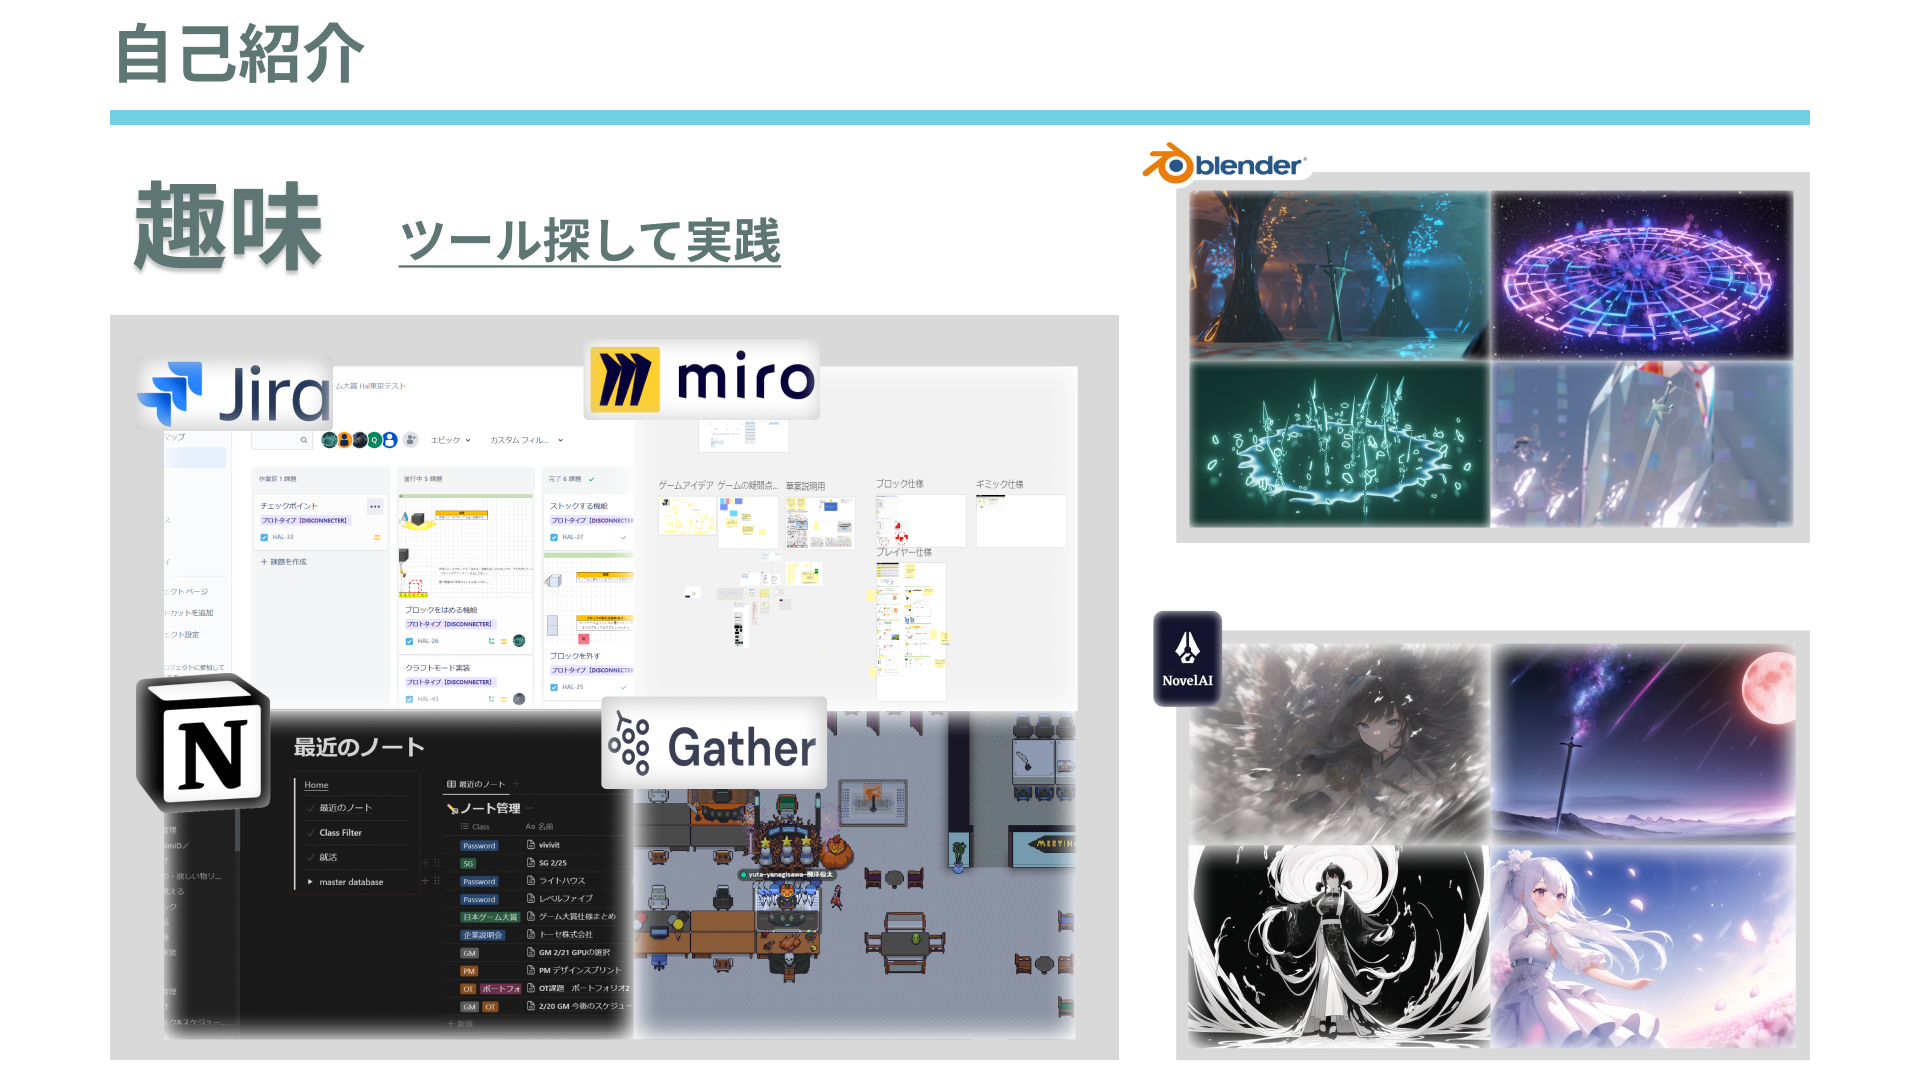 自己紹介
趣味
ツール探して実践
blender
Jira
ーム大賞 Hal東京テスト
マップ
エピック
カスタム フィル...
作業前 1 課題
進行中 5 課題
完了 6 課題
チェックポイント
プロトタイプ【DISCONNECTER】
HAL-33
+ 課題を作成
ブロックをはめる機能
プロトタイプ【DISCONNECTER】
HAL-26
クラフトモード実装
プロトタイプ【DISCONNECTER】
HAL-43
ストックする機能
プロトタイプ【DISCONNECTER
HAL-27
ブロックを外す
プロトタイプ【DISCONNECTER
HAL-25
ェクト ページ
トカットを追加
ェクト設定
ロジェクトに参加して
miro
ゲームアイデア
ゲームの疑問点...
草案説明用
ブロック仕様
ギミック仕様
プレイヤー仕様
N
最近のノート
Home
最近のノート
Class Filter
就活
master database
最近のノート
ノート管理
Class
Aa 名前
Password
vivivit
SG
SG 2/25
Password
ライトハウス
Password
レベルファイブ
日本ゲーム大賞
ゲーム大賞仕様まとめ
企業説明会
トーセ株式会社
GM
GM 2/21 GPUの選択
PM
PM デザインスプリント
OT
ポートフォ
OT課題 ポートフォリオ2
GM
OT
2/20 GM 今後のスケジュー
+ 新規
Gather
MEETIN
NovelAI